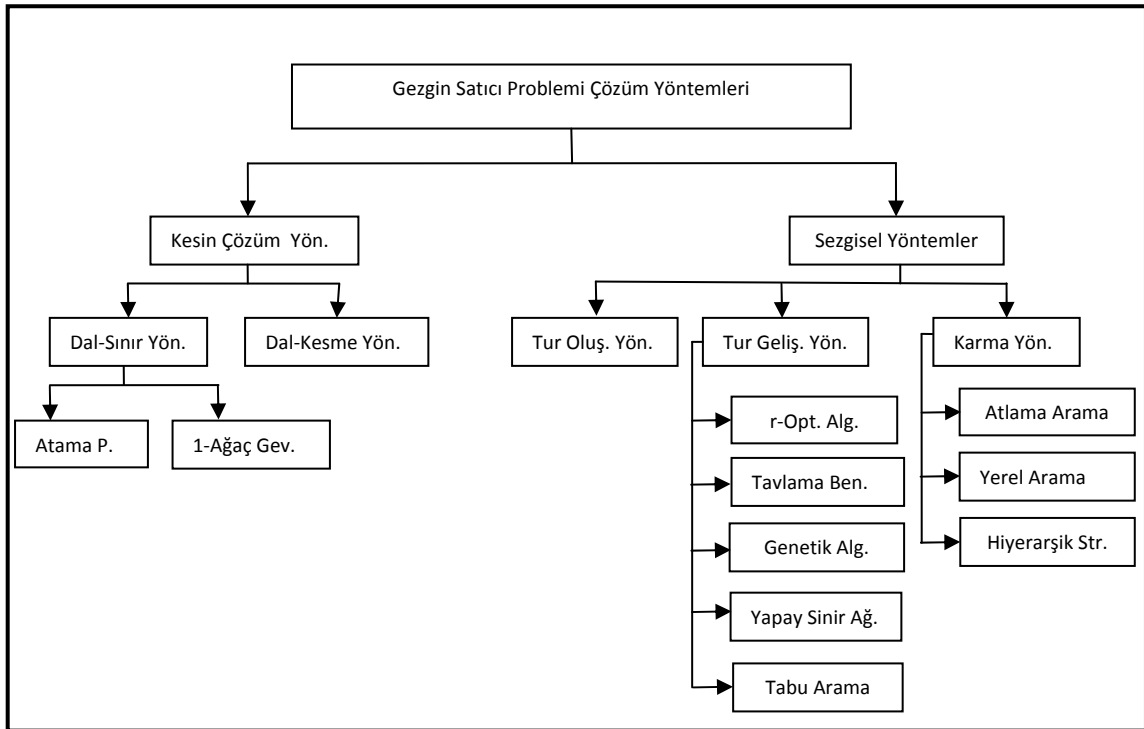 Gezgin Satıcı Problemi Çözüm Yöntemleri
Kesin Çözüm Yön.
Sezgisel Yöntemler
Dal-Sınır Yön.
Dal-Kesme Yön.
Tur Oluş. Yön.
Tur Geliş. Yön.
Karma Yön.
Atama P.
1-Ağaç Gev.
r-Opt. Alg.
Tavlama Ben.
Genetik Alg.
Yapay Sinir Ağ.
Tabu Arama
Atlama Arama
Yerel Arama
Hiyerarşik Str.